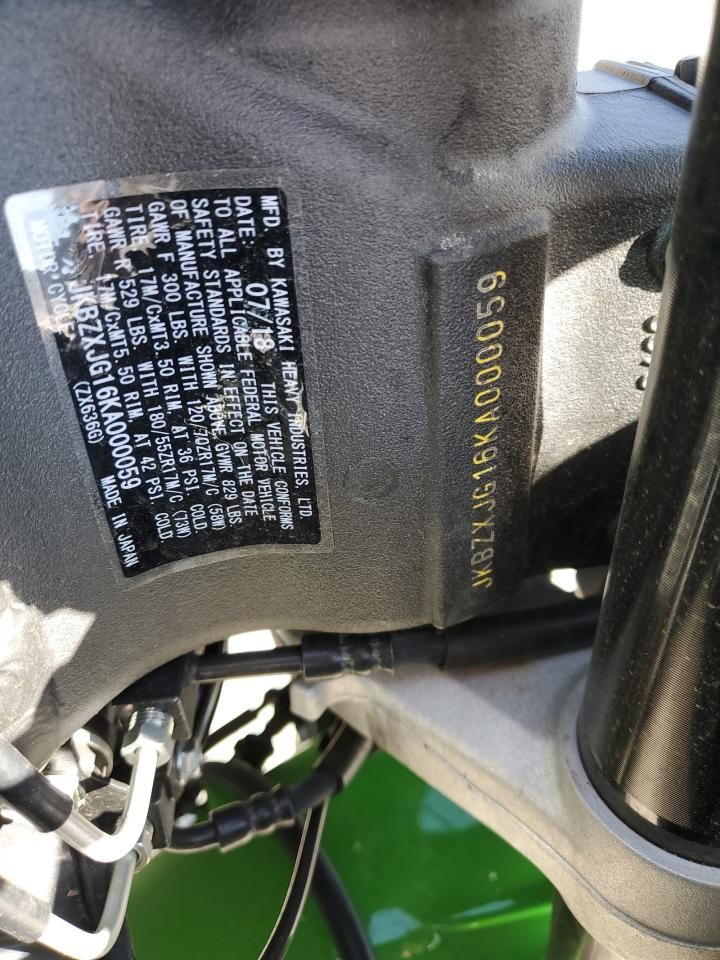 MFD. BY KAWASAKI HEAVY INDUSTRIES, LTD.
DATE: 07/18 THIS VEHICLE CONFORMS
TO ALL APPLICABLE FEDERAL MOTOR VEHICLE
SAFETY STANDARDS IN EFFECT ON THE DATE
OF MANUFACTURE SHOWN ABOVE GVWR 829 LBS.
GAWR F 300 LBS. WITH 120/70ZR17M/C (58W)
TIRE, 17M/CxMT3.50 RIM, AT 36 PSI. COLD
GAWR R 529 LBS. WITH 180/55ZR17M/C (73W)
TIRE, 17M/CxMT5.50 RIM, AT 42 PSI. COLD
JKBZXJG16KA000059 MADE IN JAPAN
MOTORCYCLE (ZX636G)
JKBZXJG16KA000059